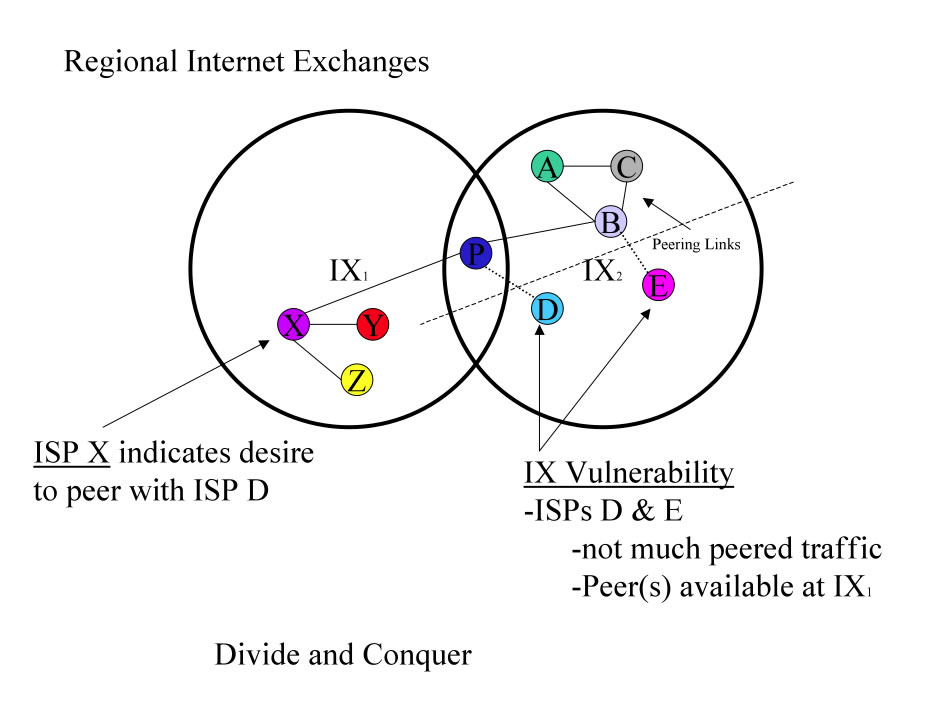 Regional Internet Exchanges
A
C
B
Peering Links
P
IX1
IX2
E
D
X
Y
Z
ISP X indicates desire
to peer with ISP D
IX Vulnerability
-ISPs D & E
-not much peered traffic
-Peer(s) available at IX1
Divide and Conquer